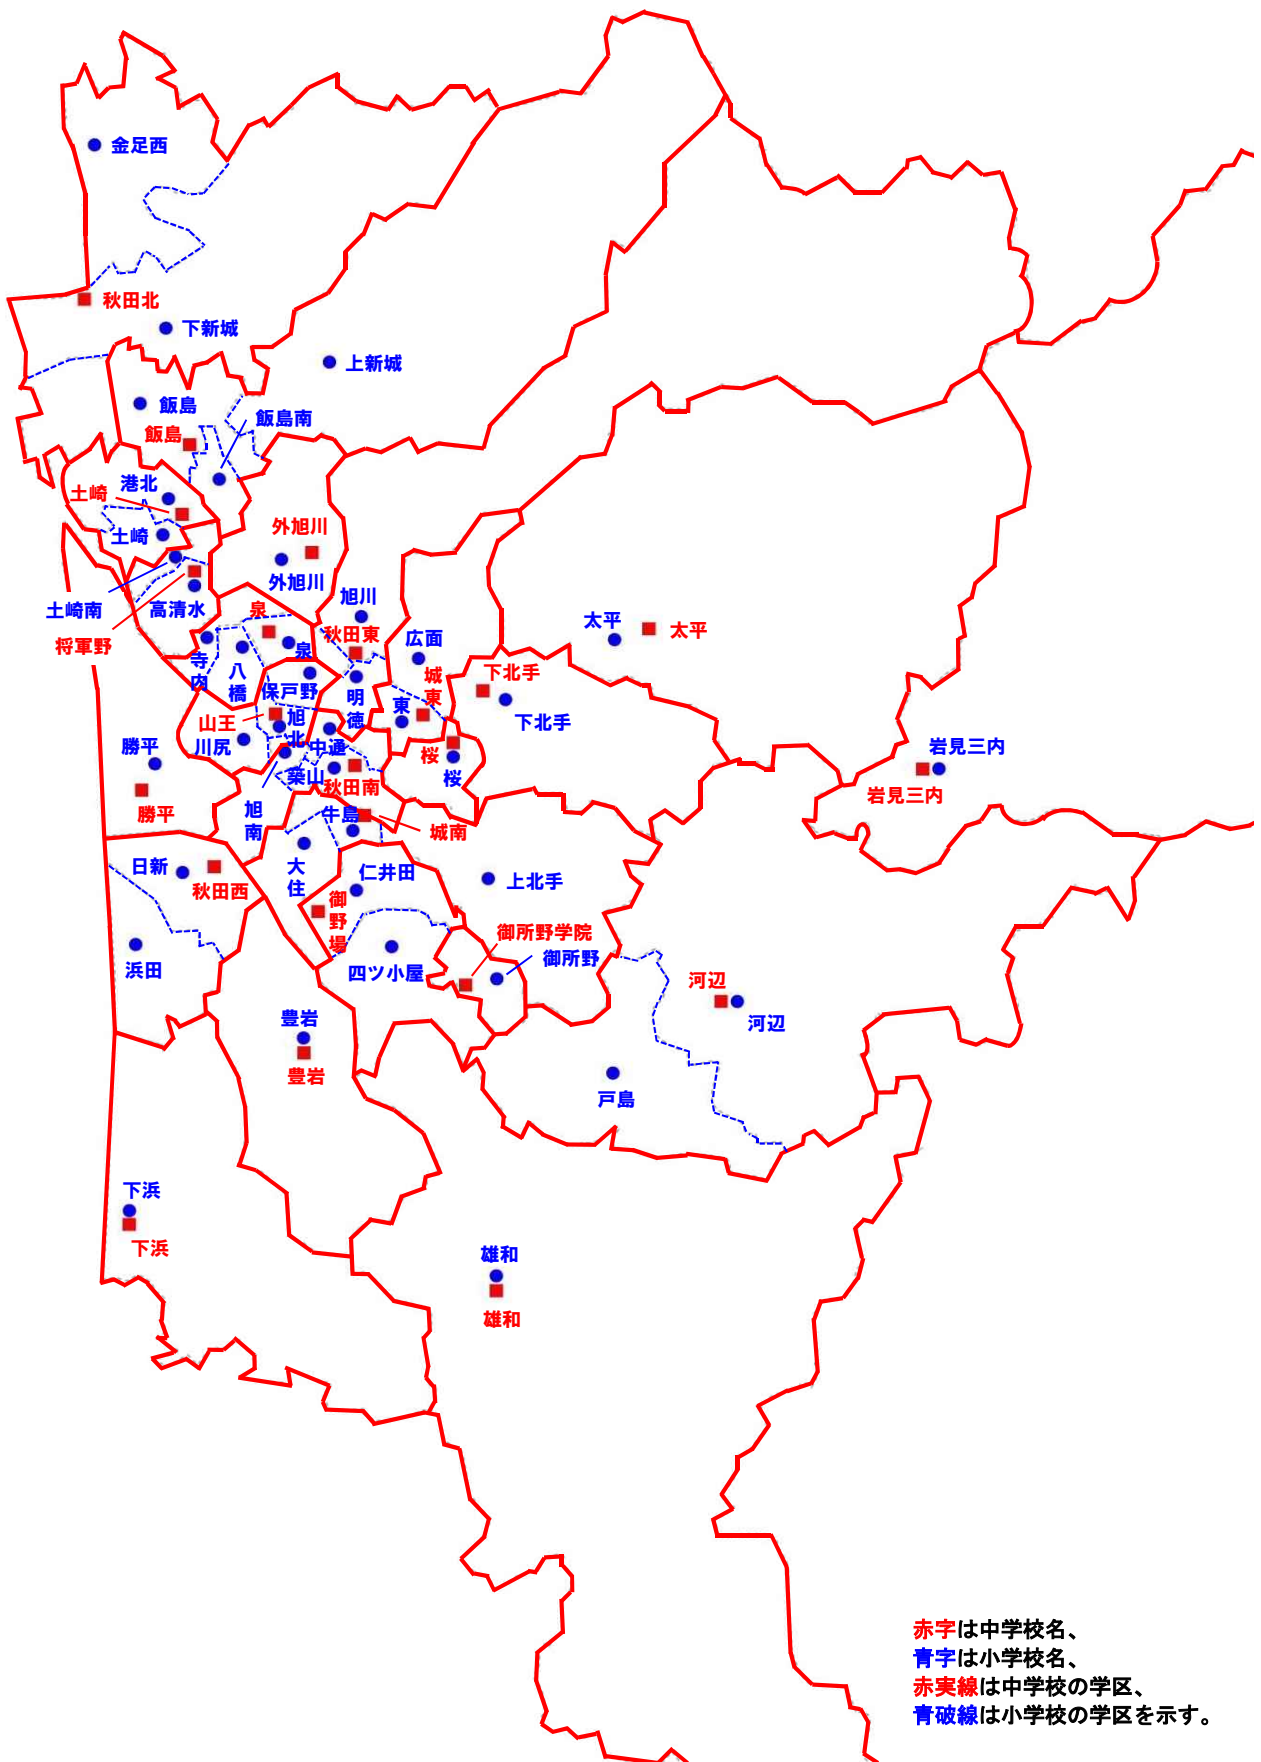 金足西
秋田北
下新城
上新城
飯島
飯島南
飯島
港北
土崎
土崎
外旭川
外旭川
土崎南
高清水
将軍野
旭川
泉
秋田東
泉
広面
太平
太平
寺内
八橋
保戸野
明徳
城東
東
下北手
下北手
山王
旭北
川尻
中通
桜
桜
勝平
勝平
築山
秋田南
岩見三内
岩見三内
旭南
牛島
城南
大住
仁井田
日新
秋田西
御野場
上北手
浜田
四ツ小屋
御所野学院
御所野
河辺
河辺
豊岩
豊岩
戸島
下浜
下浜
雄和
雄和
赤字は中学校名、
青字は小学校名、
赤実線は中学校の学区、
青破線は小学校の学区を示す。